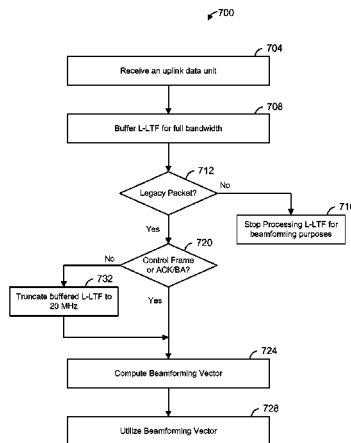 700
704
Receive an uplink data unit
708
Buffer L-LTF for full bandwidth
712
Legacy Packet?
No
716
Stop Processing L-LTF for
beamforming purposes
Yes
720
Control Frame
or ACK/BA?
No
732
Truncate buffered L-LTF to
20 MHz
Yes
724
Compute Beamforming Vector
728
Utilize Beamforming Vector